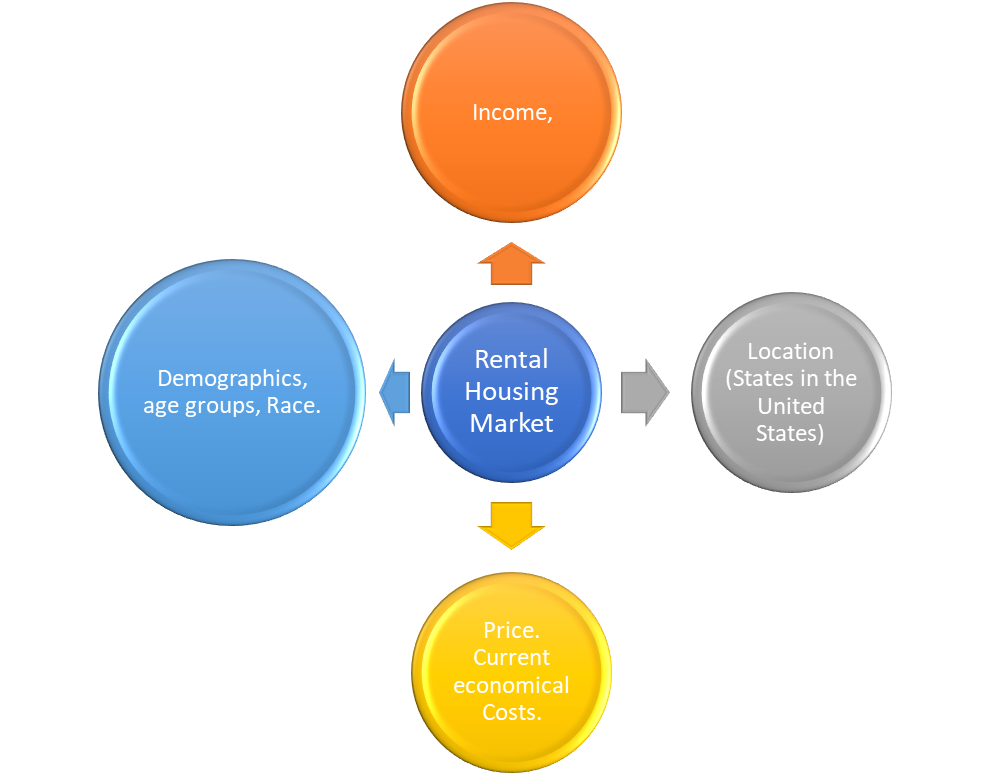 Income,
Demographics,
age groups, Race.
Rental
Housing
Market
Location
(States in the
United
States)
Price.
Current
economical
Costs.